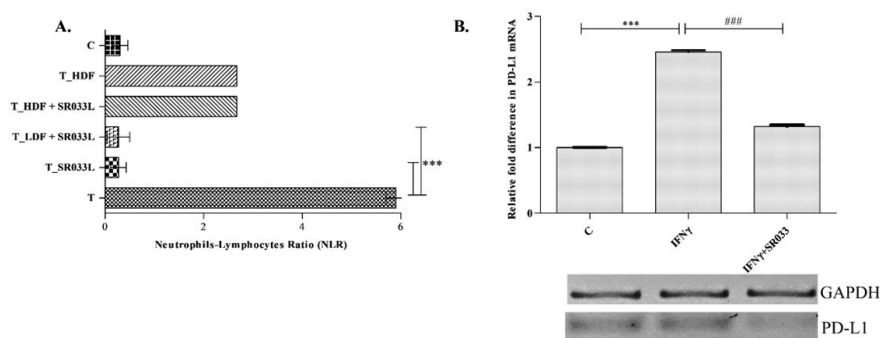 A.
C
T_HDF
T_HDF + SR033L
T_LDF + SR033L
T_SR033L
T
***
0 2 4 6
Neutrophils-Lymphocytes Ratio (NLR)
B.
Relative fold difference in PD-L1 mRNA
3
2
1
0
*** ###
C IFNγ IFNγ+SR033
GAPDH
PD-L1